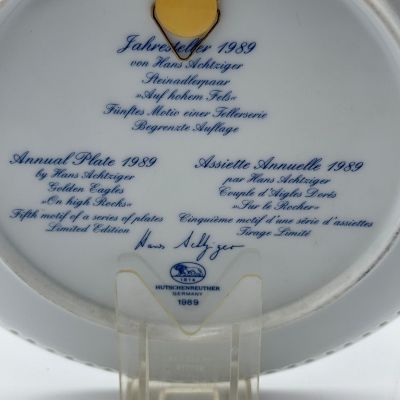 Jahresteller 1989
von Hans Achtziger
Steinadlerpaar
»Auf hohem Fels«
Fünftes Motiv einer Tellerserie
Begrenzte Auflage
Annual Plate 1989
by Hans Achtziger
Golden Eagles
»On high Rocks«
Fifth motif of a series of plates
Limited Edition
Assiette Annuelle 1989
par Hans Achtziger
Couple d'Aigles Dorés
»Sur le Rocher«
Cinquième motif d'une série d'assiettes
Tirage Limité
Hans Achtziger
1814
HUTSCHENREUTHER
GERMANY
1989